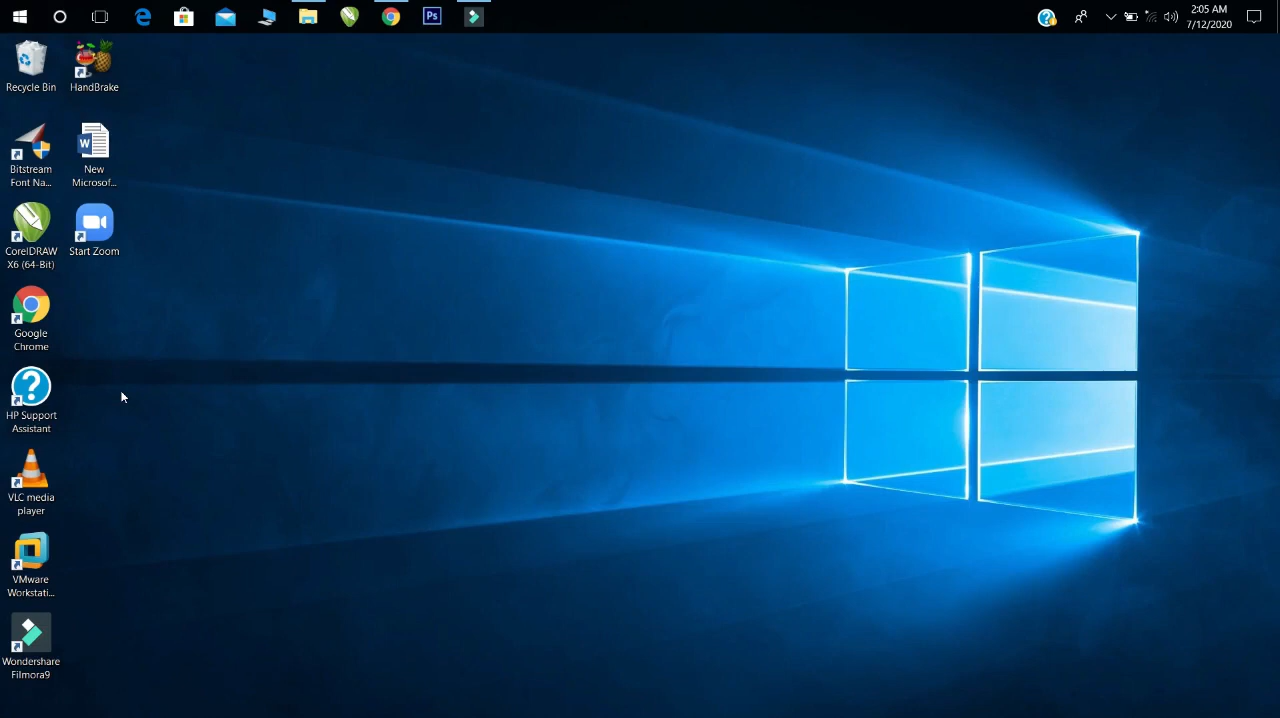 Ps
2:05 AM
7/12/2020
Recycle Bin
HandBrake
Bitstream
Font Na...
W
New
Microsof...
CorelDRAW
X6 (64-Bit)
Start Zoom
Google
Chrome
HP Support
Assistant
VLC media
player
VMware
Workstati...
Wondershare
Filmora9